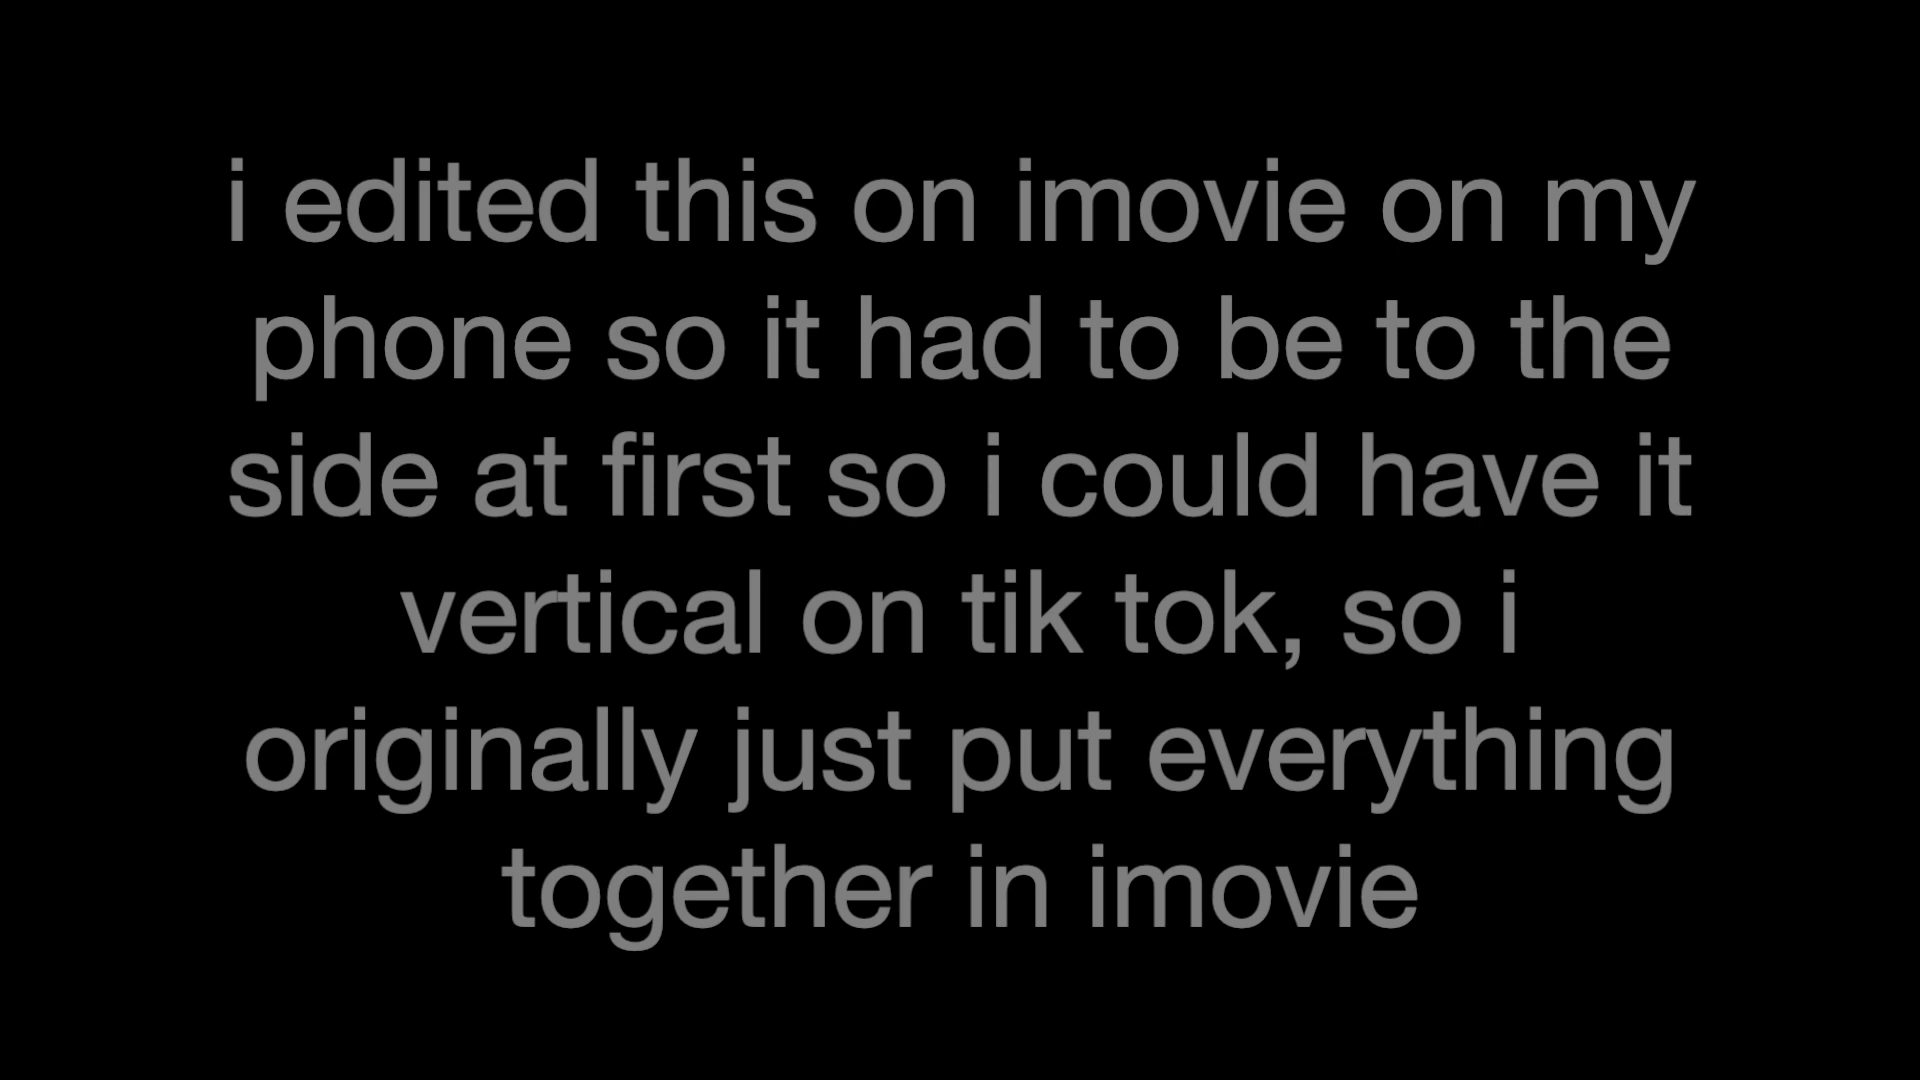 i edited this on imovie on my
phone so it had to be to the
side at first so i could have it
vertical on tik tok, so i
originally just put everything
together in imovie